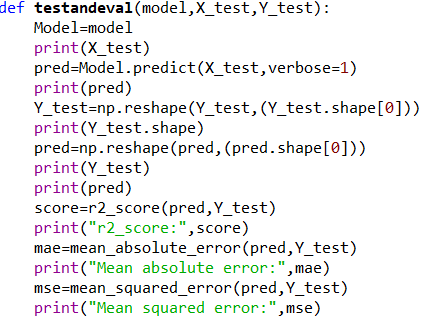 def testandeval(model,X_test,Y_test):
    Model=model
    print(X_test)
    pred=Model.predict(X_test,verbose=1)
    print(pred)
    Y_test=np.reshape(Y_test,(Y_test.shape[0]))
    print(Y_test.shape)
    pred=np.reshape(pred,(pred.shape[0]))
    print(Y_test)
    print(pred)
    score=r2_score(pred,Y_test)
    print("r2_score:",score)
    mae=mean_absolute_error(pred,Y_test)
    print("Mean absolute error:",mae)
    mse=mean_squared_error(pred,Y_test)
    print("Mean squared error:",mse)